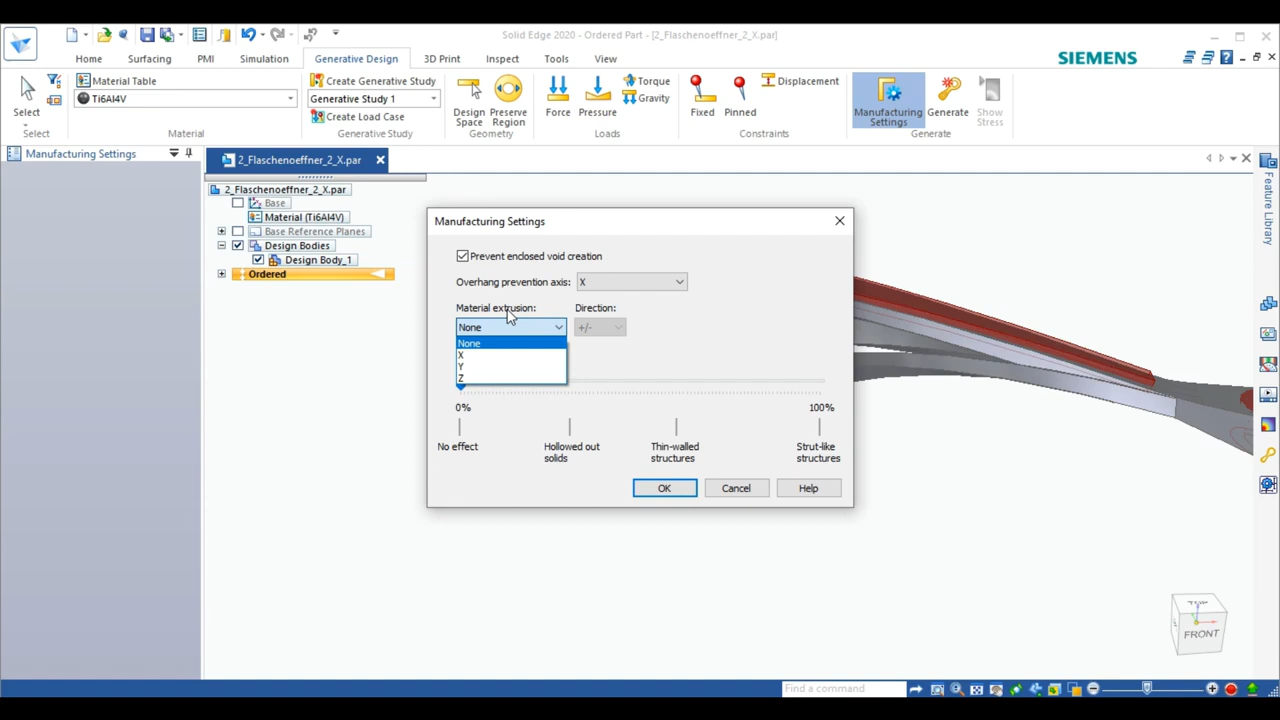 Solid Edge 2020 - Ordered Part - [2_Flaschenoeffner_2_X.par]
Home Surfacing PMI Simulation Generative Design 3D Print Inspect Tools View
SIEMENS
Select
Select
Material Table
Ti6Al4V
Material
Create Generative Study
Generative Study 1
Create Load Case
Generative Study
Design Space
Preserve Region
Geometry
Force
Pressure
Torque
Gravity
Loads
Fixed
Pinned
Displacement
Constraints
Manufacturing Settings
Generate
Show Stress
Generate
Manufacturing Settings
2_Flaschenoeffner_2_X.par
2_Flaschenoeffner_2_X.par
Base
Material (Ti6Al4V)
Base Reference Planes
Design Bodies
Design Body_1
Ordered
Manufacturing Settings
Prevent enclosed void creation
Overhang prevention axis: X
Material extrusion: Direction:
None +/-
None
X
Y
Z
0% 100%
No effect
Hollowed out
solids
Thin-walled
structures
Strut-like
structures
OK Cancel Help
Feature Library
TOP
FRONT
Find a command